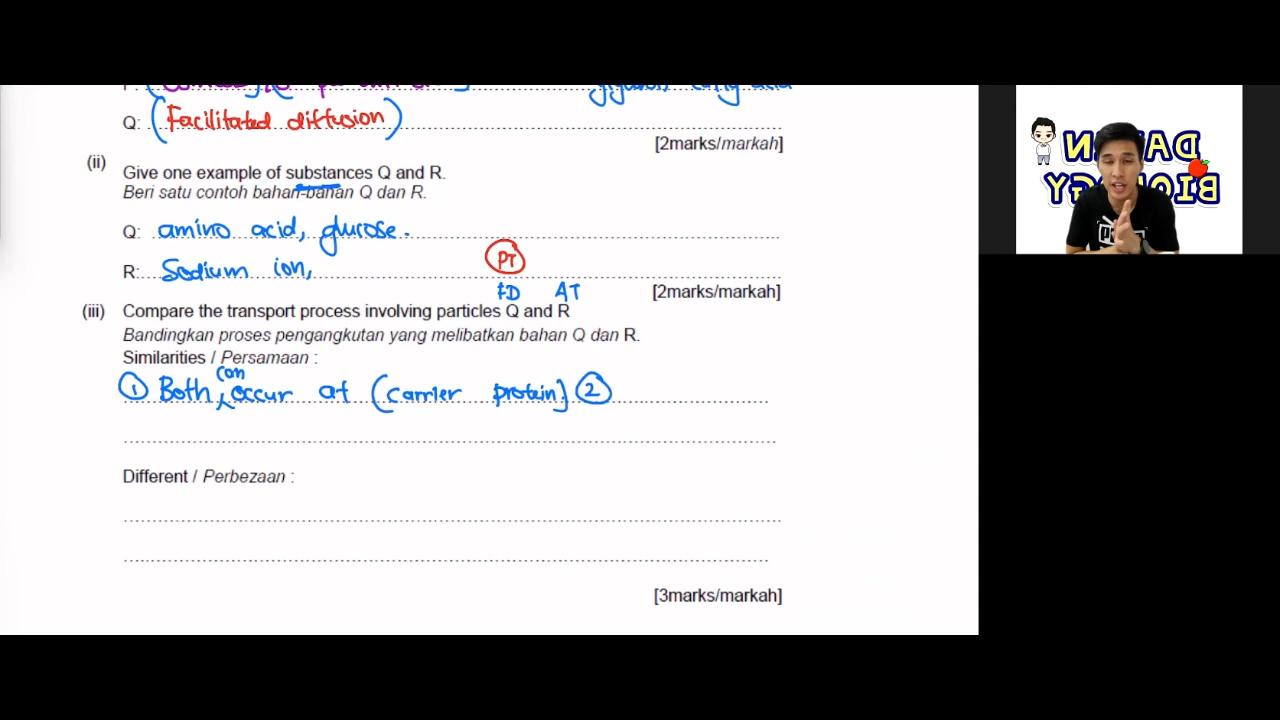 Q: (Facilitated diffusion)
[2marks/markah]
(ii) Give one example of substances Q and R.
Beri satu contoh bahan-bahan Q dan R.
Q: amino acid, glucose.
R: Sodium ion,
PT
FD AT
[2marks/markah]
(iii) Compare the transport process involving particles Q and R
Bandingkan proses pengangkutan yang melibatkan bahan Q dan R.
Similarities / Persamaan :
can
① Both occur at (carrier protein] ②
Different / Perbezaan :
[3marks/markah]
BIOLOGY